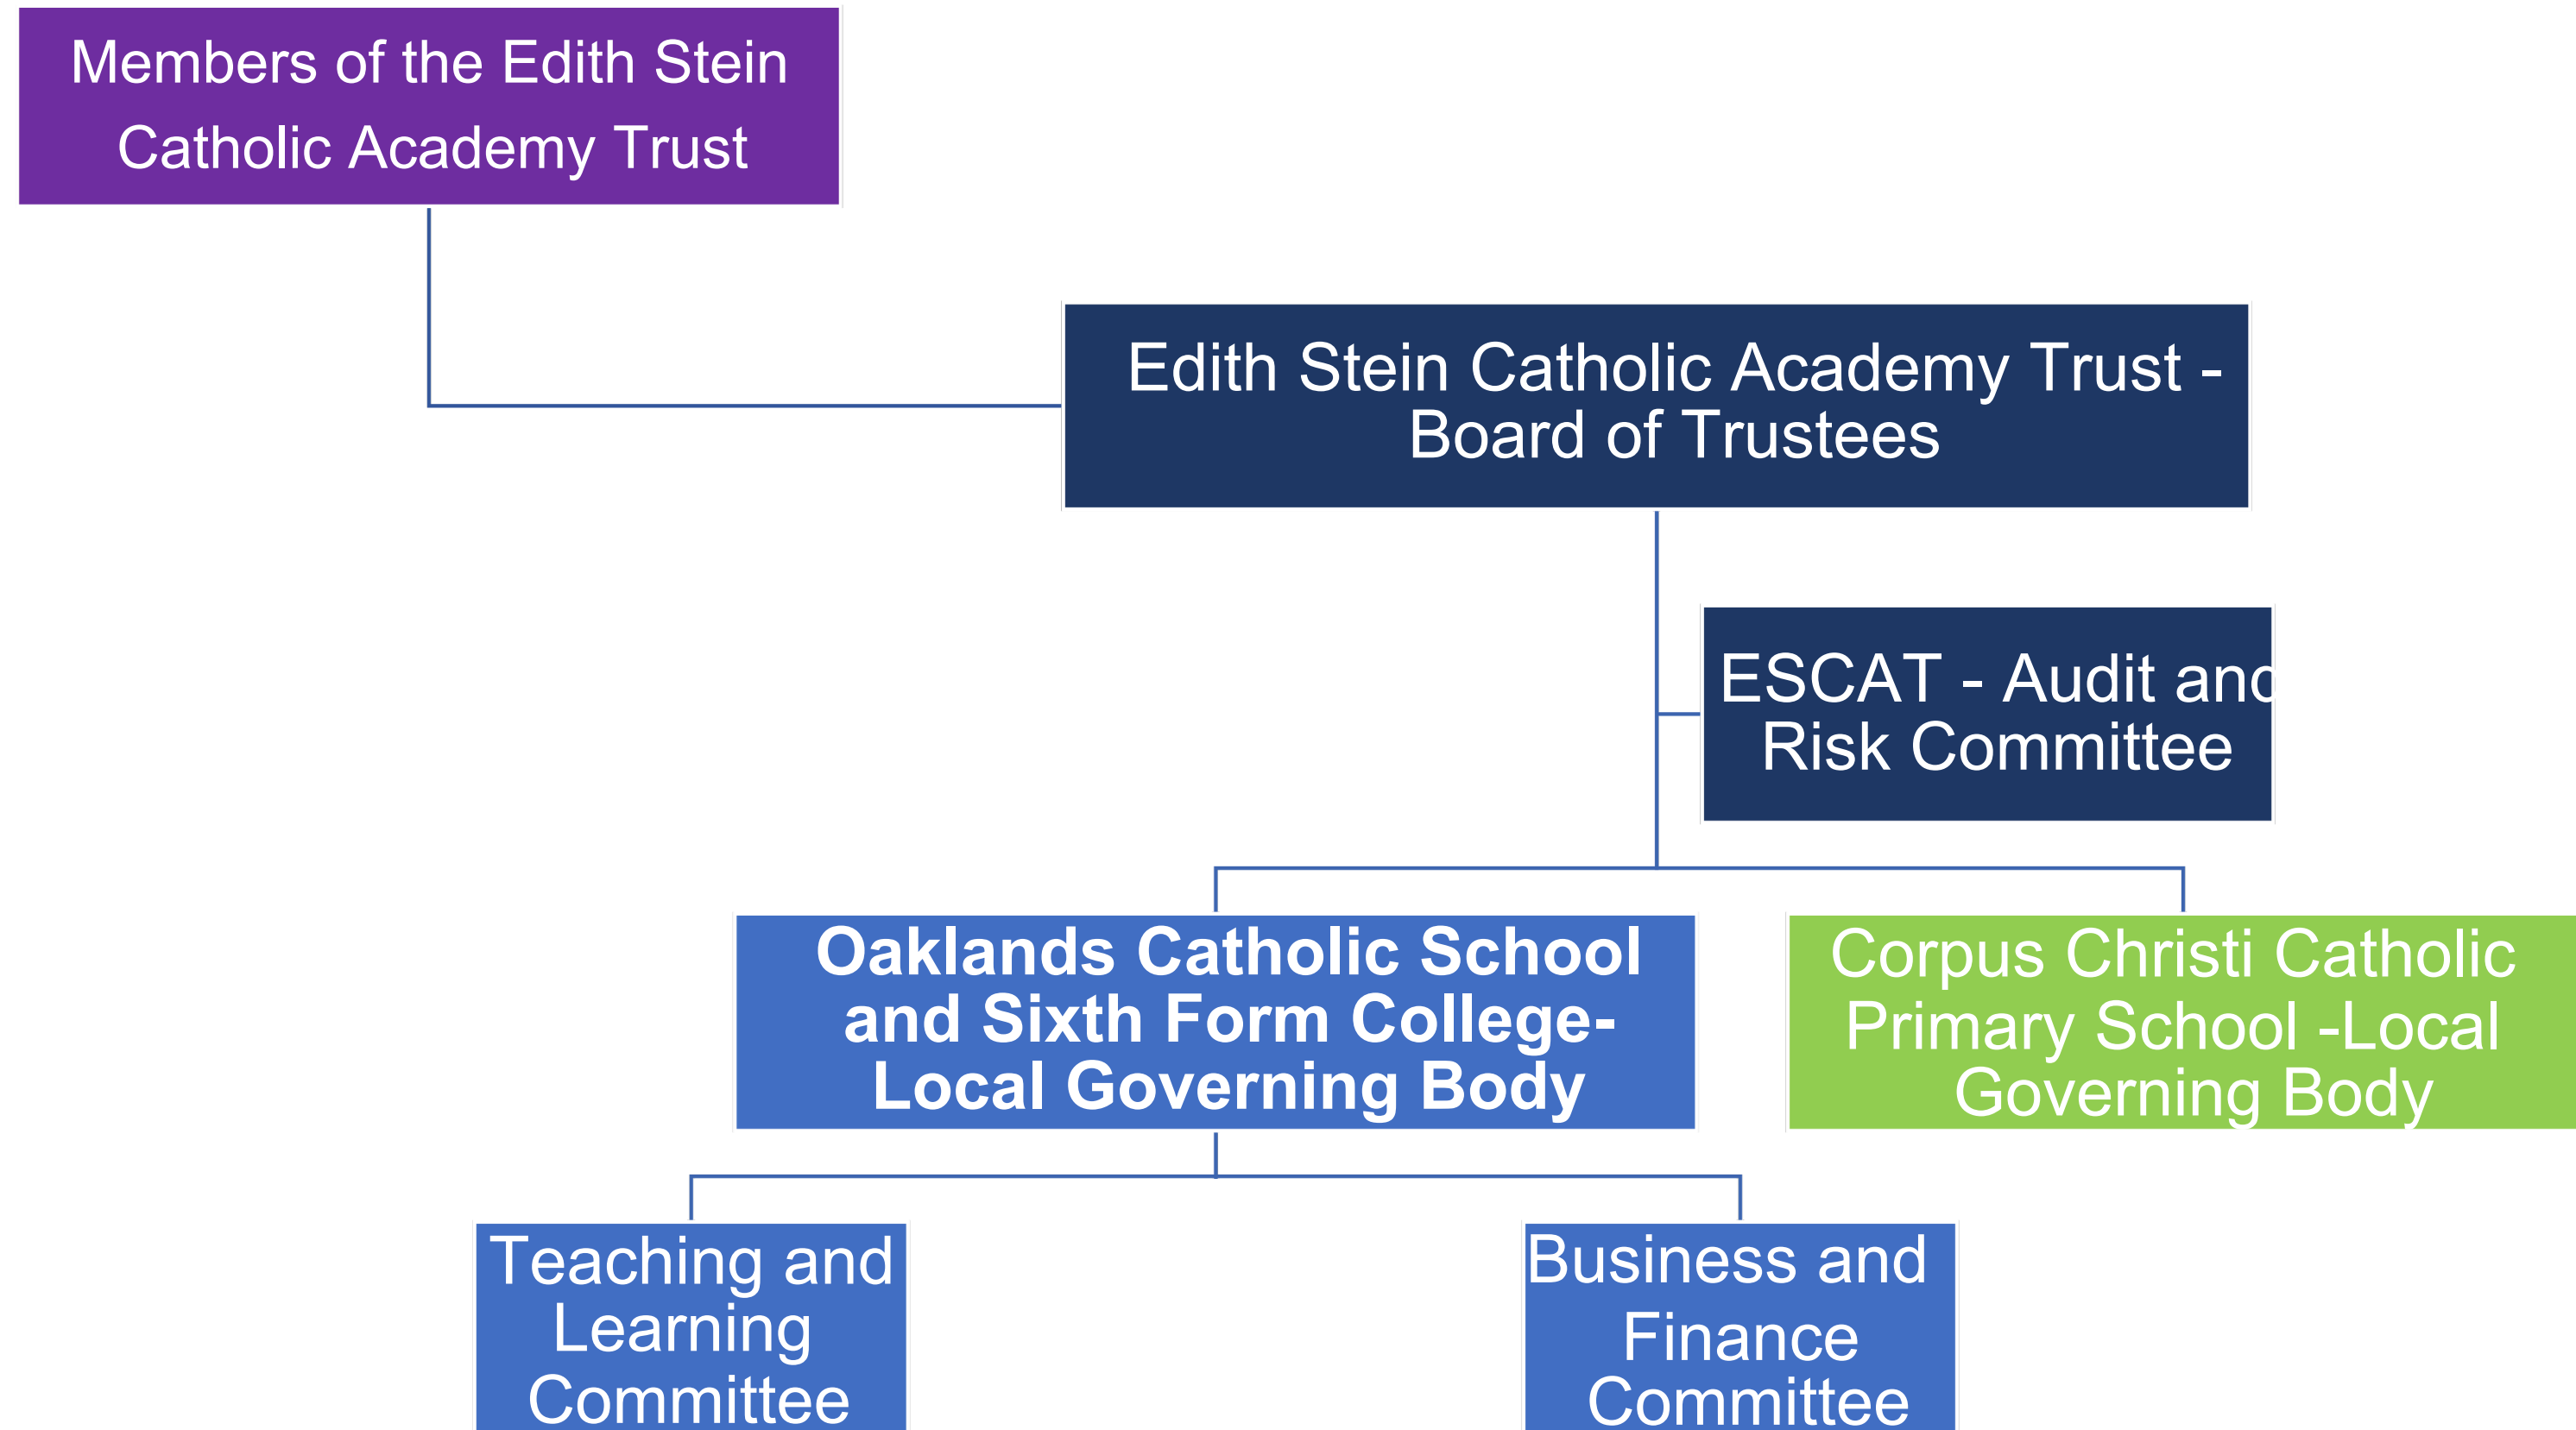 Members of the Edith Stein
Catholic Academy Trust
Edith Stein Catholic Academy Trust -
Board of Trustees
ESCAT - Audit and
Risk Committee
Oaklands Catholic School
and Sixth Form College-
Local Governing Body
Corpus Christi Catholic
Primary School -Local
Governing Body
Teaching and
Learning
Committee
Business and
Finance
Committee